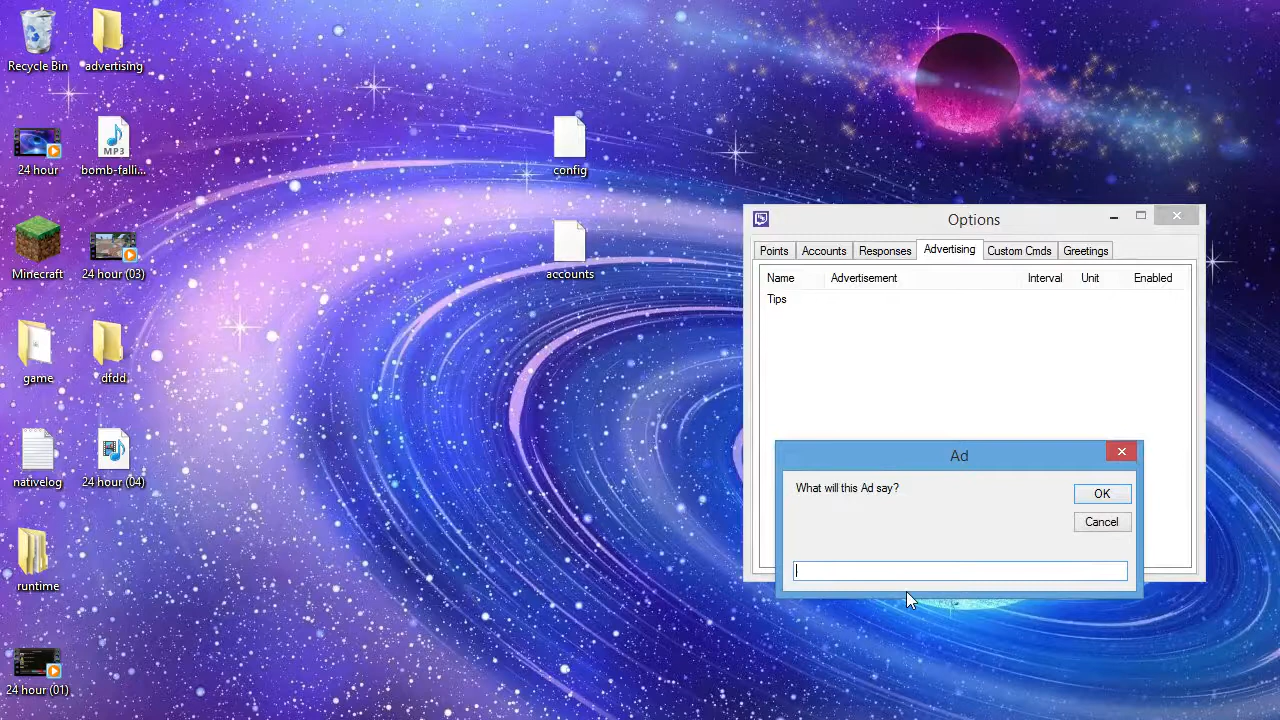 Recycle Bin
advertising
24 hour
MP3
bomb-falli...
config
Minecraft
24 hour (03)
accounts
game
dfdd
nativelog
24 hour (04)
runtime
24 hour (01)
Options
Points Accounts Responses Advertising Custom Cmds Greetings
Name Advertisement Interval Unit Enabled
Tips
Ad
What will this Ad say?
OK
Cancel